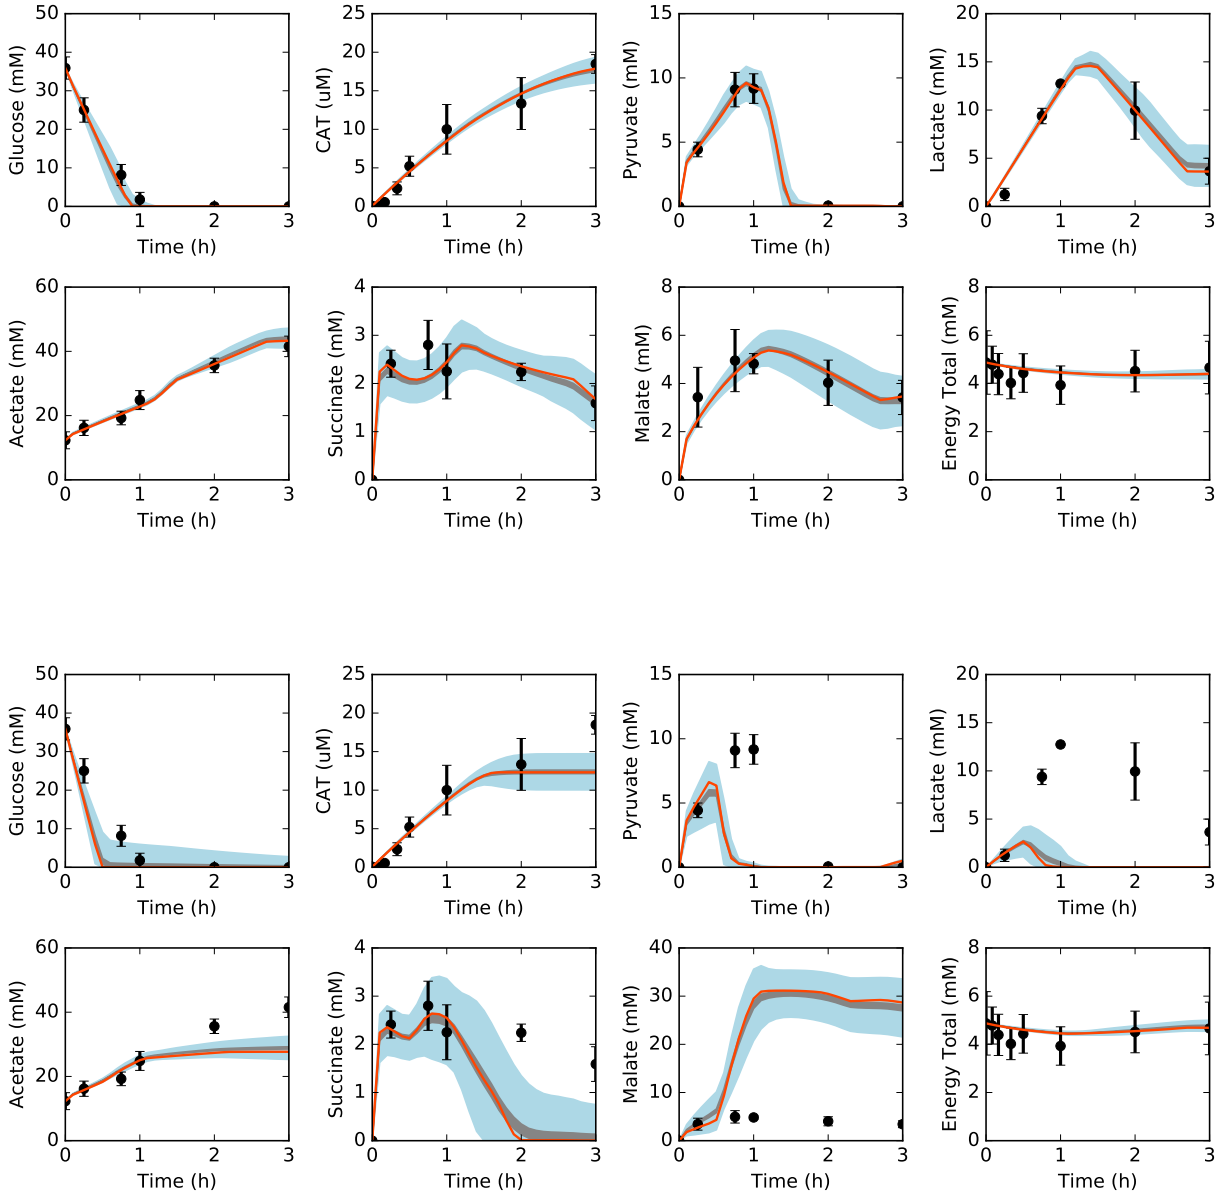 Glucose (mM)
50
40
30
20
10
0
0 1 2 3
Time (h)
CAT (uM)
25
20
15
10
5
0
0 1 2 3
Time (h)
Pyruvate (mM)
15
10
5
0
0 1 2 3
Time (h)
Lactate (mM)
20
15
10
5
0
0 1 2 3
Time (h)
Acetate (mM)
60
40
20
0
0 1 2 3
Time (h)
Succinate (mM)
4
3
2
1
0
0 1 2 3
Time (h)
Malate (mM)
8
6
4
2
0
0 1 2 3
Time (h)
Energy Total (mM)
8
6
4
2
0
0 1 2 3
Time (h)
Glucose (mM)
50
40
30
20
10
0
0 1 2 3
Time (h)
CAT (uM)
25
20
15
10
5
0
0 1 2 3
Time (h)
Pyruvate (mM)
15
10
5
0
0 1 2 3
Time (h)
Lactate (mM)
20
15
10
5
0
0 1 2 3
Time (h)
Acetate (mM)
60
40
20
0
0 1 2 3
Time (h)
Succinate (mM)
4
3
2
1
0
0 1 2 3
Time (h)
Malate (mM)
40
30
20
10
0
0 1 2 3
Time (h)
Energy Total (mM)
8
6
4
2
0
0 1 2 3
Time (h)